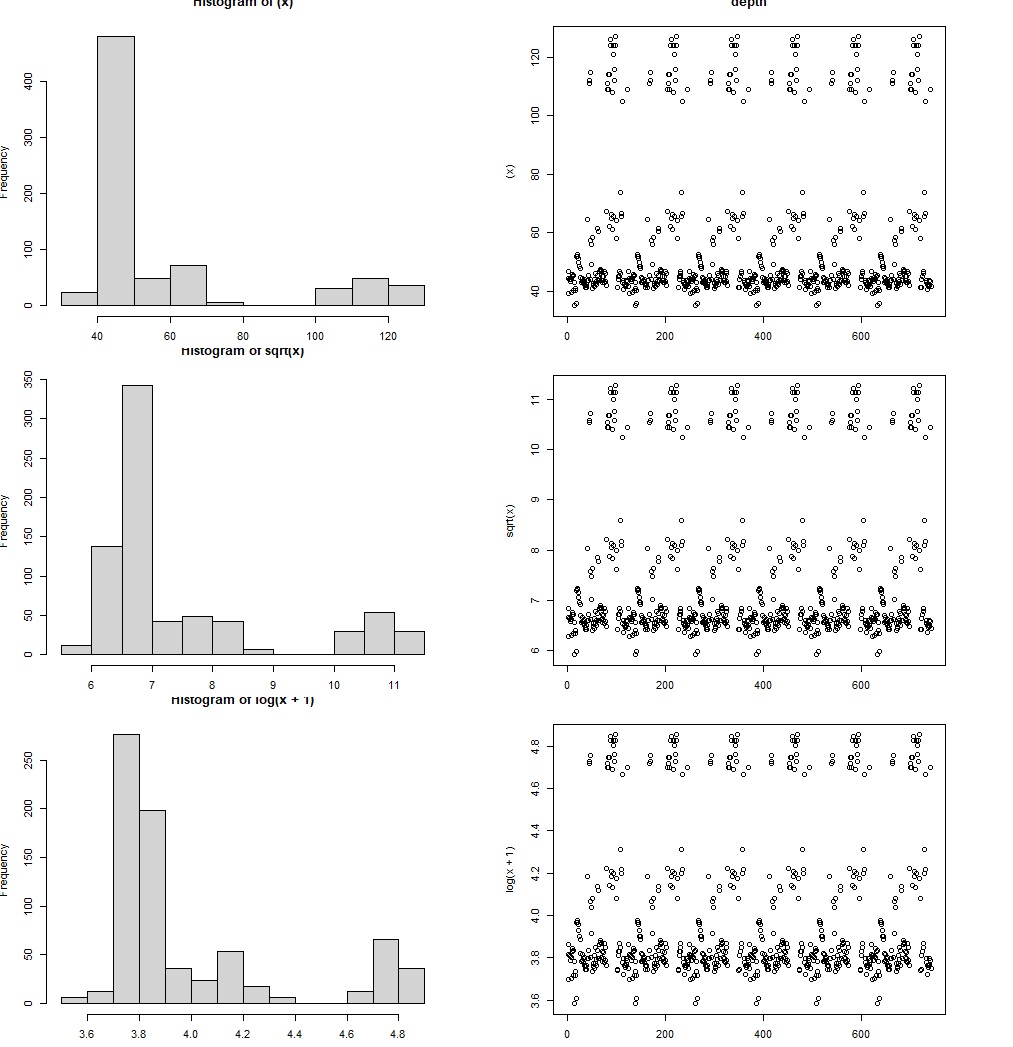 Histogram of (x)
Frequency
0 100 200 300 400
40 60 80 100 120
depth
(x)
40 60 80 100 120
0 200 400 600
Histogram of sqrt(x)
Frequency
0 50 100 150 200 250 300 350
6 7 8 9 10 11
sqrt(x)
6 7 8 9 10 11
0 200 400 600
Histogram of log(x + 1)
Frequency
0 50 100 150 200 250
3.6 3.8 4.0 4.2 4.4 4.6 4.8
log(x + 1)
3.6 3.8 4.0 4.2 4.4 4.6 4.8
0 200 400 600